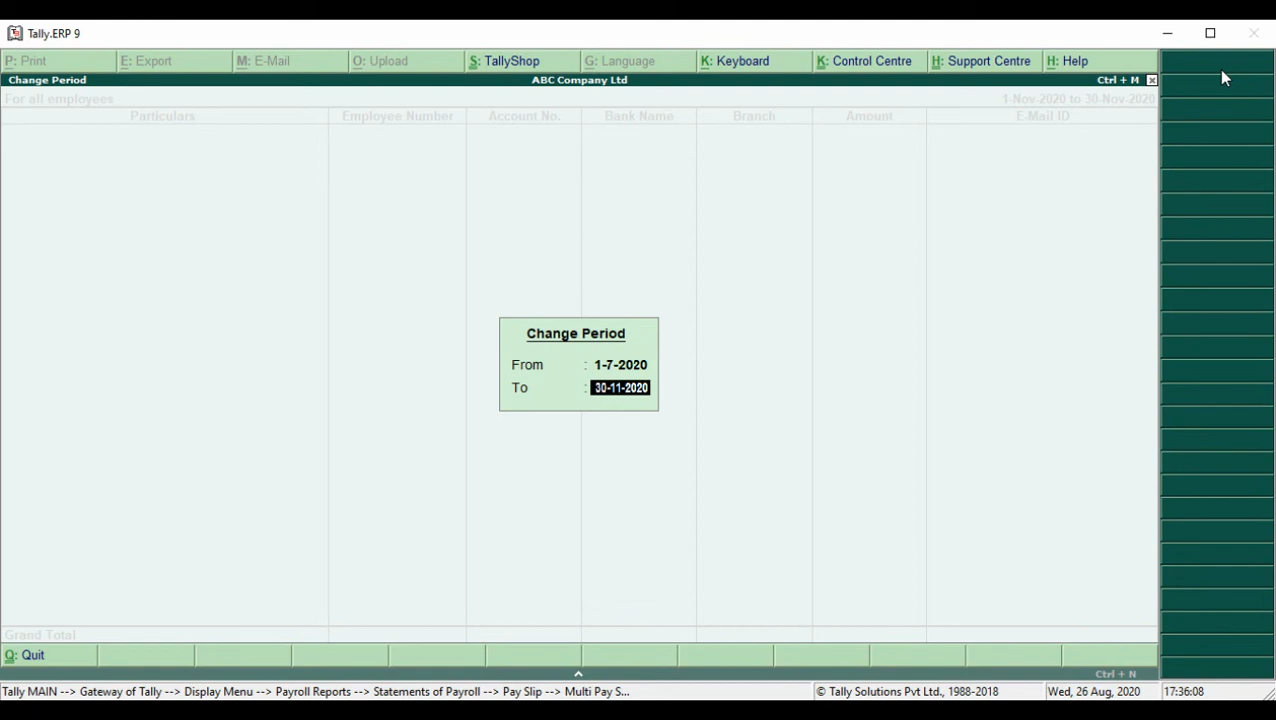 Tally.ERP 9
P: Print E: Export M: E-Mail O: Upload S: TallyShop G: Language K: Keyboard K: Control Centre H: Support Centre H: Help
Change Period ABC Company Ltd Ctrl + M
For all employees 1-Nov-2020 to 30-Nov-2020
Particulars Employee Number Account No. Bank Name Branch Amount E-Mail ID
Change Period
From : 1-7-2020
To : 30-11-2020
Grand Total
Q: Quit
Ctrl + N
Tally MAIN --> Gateway of Tally --> Display Menu --> Payroll Reports --> Statements of Payroll --> Pay Slip --> Multi Pay S... © Tally Solutions Pvt Ltd., 1988-2018 Wed, 26 Aug, 2020 17:36:08